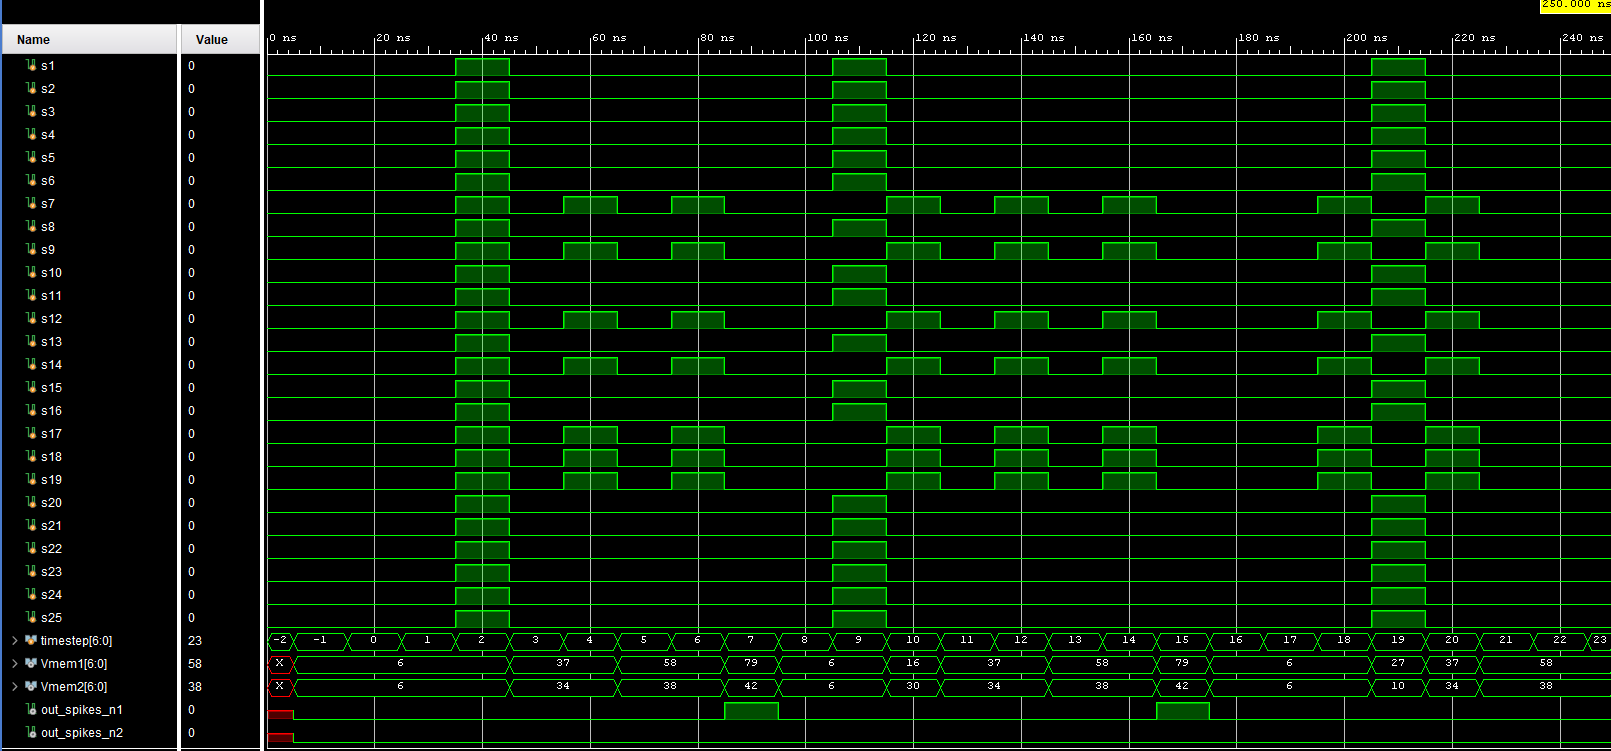 250.000 ns
Name Value 0 ns 20 ns 40 ns 60 ns 80 ns 100 ns 120 ns 140 ns 160 ns 180 ns 200 ns 220 ns 240 ns
s1 0
s2 0
s3 0
s4 0
s5 0
s6 0
s7 0
s8 0
s9 0
s10 0
s11 0
s12 0
s13 0
s14 0
s15 0
s16 0
s17 0
s18 0
s19 0
s20 0
s21 0
s22 0
s23 0
s24 0
s25 0
timestep[6:0] 23 -2 -1 0 1 2 3 4 5 6 7 8 9 10 11 12 13 14 15 16 17 18 19 20 21 22 23
Vmem1[6:0] 58 X 6 37 58 79 6 16 37 58 79 6 27 37 58
Vmem2[6:0] 38 X 6 34 38 42 6 30 34 38 42 6 10 34 38
out_spikes_n1 0
out_spikes_n2 0